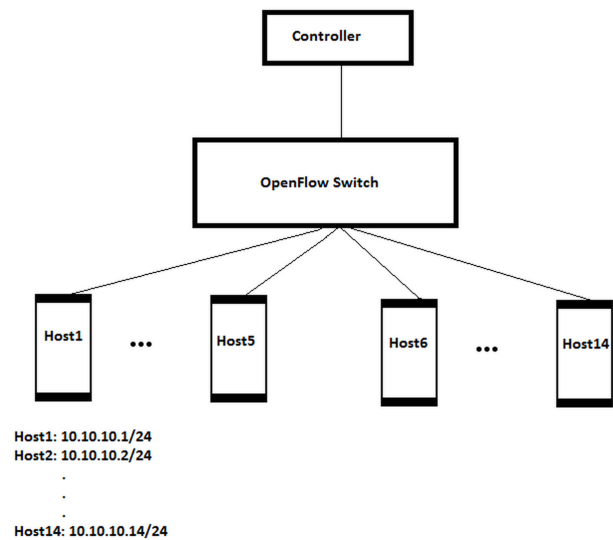 Controller
OpenFlow Switch
Host1
...
Host5
Host6
...
Host14
Host1: 10.10.10.1/24
Host2: 10.10.10.2/24
.
.
.
Host14: 10.10.10.14/24